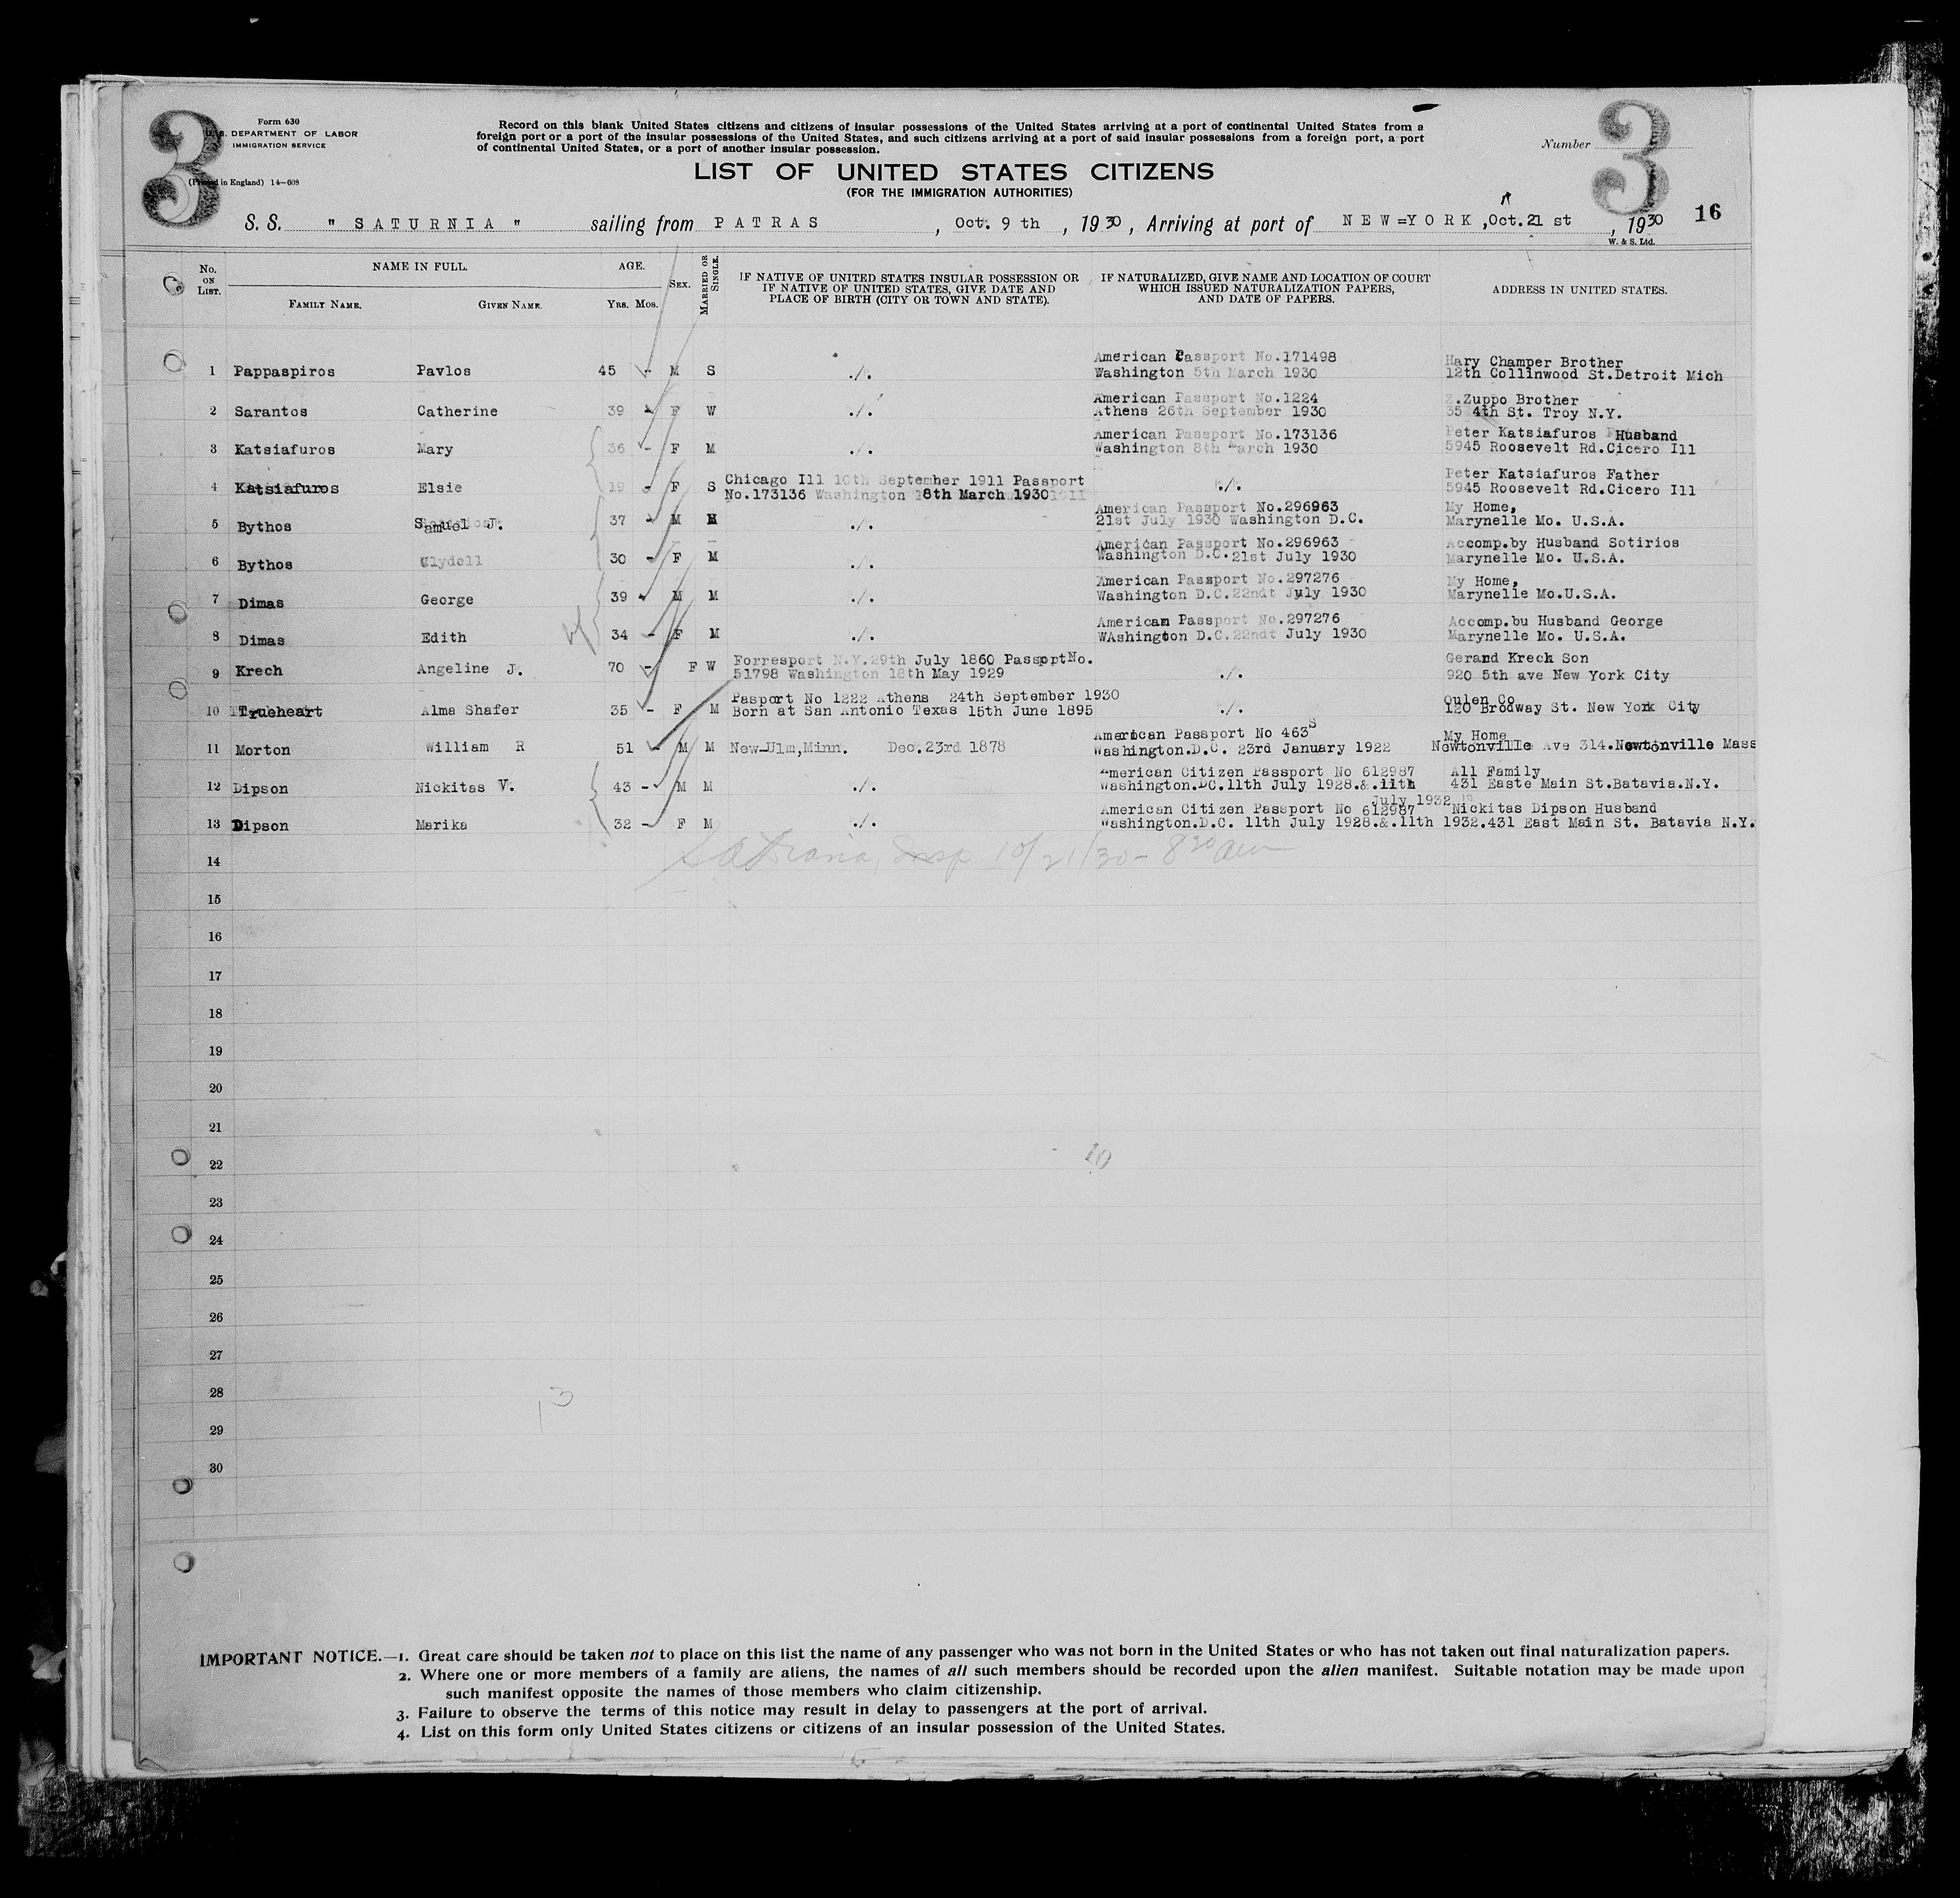 3
Form 630
U.S. DEPARTMENT OF LABOR
IMMIGRATION SERVICE
(Printed in England) 14—608
Record on this blank United States citizens and citizens of insular possessions of the United States arriving at a port of continental United States from a
foreign port or a port of the insular possessions of the United States, and such citizens arriving at a port of said insular possessions from a foreign port, a port
of continental United States, or a port of another insular possession.
LIST OF UNITED STATES CITIZENS
(FOR THE IMMIGRATION AUTHORITIES)
Number
3
16
S. S. " SATURNIA " sailing from PATRAS , Oct. 9 th , 1930, Arriving at port of NEW=YORK ,Oct.21 st , 1930
W. & S. Ltd.
No. ON LIST.
NAME IN FULL.
FAMILY NAME.
GIVEN NAME.
AGE.
YRS. MOS.
SEX.
MARRIED OR SINGLE.
IF NATIVE OF UNITED STATES INSULAR POSSESSION OR
IF NATIVE OF UNITED STATES, GIVE DATE AND
PLACE OF BIRTH (CITY OR TOWN AND STATE).
IF NATURALIZED, GIVE NAME AND LOCATION OF COURT
WHICH ISSUED NATURALIZATION PAPERS,
AND DATE OF PAPERS.
ADDRESS IN UNITED STATES.
American Passport No.171498 Hary Champer Brother
1 Pappaspiros Pavlos 45 - M S ./. Washington 5th March 1930 12th Collinwood St.Detroit Mich
American Passport No.1224 Z.Zuppo Brother
2 Sarantos Catherine 39 - F W ./. Athens 26th September 1930 35 4th St. Troy N.Y.
American Passport No.173136 Peter Katsiafuros Husband
3 Katsiafuros Mary 36 - F M ./. Washington 8th March 1930 5945 Roosevelt Rd.Cicero Ill
Chicago Ill 10th September 1911 Passport Peter Katsiafuros Father
4 Katsiafuros Elsie 19 - F S No.173136 Washington 8th March 1930 ./. 5945 Roosevelt Rd.Cicero Ill
American Passport No.296963 My Home,
5 Bythos Samuel J. 37 - M M ./. 21st July 1930 Washington D.C. Marynelle Mo. U.S.A.
American Passport No.296963 Accomp.by Husband Sotirios
6 Bythos Clydell 30 - F M ./. Washington D.C.21st July 1930 Marynelle Mo. U.S.A.
American Passport No.297276 My Home,
7 Dimas George 39 - M M ./. Washington D.C.22ndt July 1930 Marynelle Mo.U.S.A.
American Passport No.297276 Accomp.bu Husband George
8 Dimas Edith 34 - F M ./. WAshington D.C.22ndt July 1930 Marynelle Mo. U.S.A.
Forresport N.Y.29th July 1860 PassportNo. Gerand Krech Son
9 Krech Angeline J. 70 - F W 51798 Washington 18th May 1929 ./. 920 5th ave New York City
Pasport No 1222 Athens 24th September 1930 Oulen Co
10 Trueheart Alma Shafer 35 - F M Born at San Antonio Texas 15th June 1895 ./. 120 Brodway St. New York City
American Passport No 463S My Home
11 Morton William R 51 - M M New-Ulm,Minn. Dec.23rd 1878 Washington.D.C. 23rd January 1922 Newtonville Ave 314.Newtonville Mass
American Citizen Passport No 612987 All Family
12 Dipson Nickitas V. 43 - M M ./. Washington.DC.11th July 1928.&.11th 431 Easte Main St.Batavia.N.Y.
July 1932
American Citizen Passport No 612987 Nickitas Dipson Husband
13 Dipson Marika 32 - F M ./. Washington.D.C. 11th July 1928.&.11th 1932.431 East Main St. Batavia N.Y.
Insp 10/21/30 - 8 30 am
14
15
16
17
18
19
20
21
22
10
23
24
25
26
27
28
13
29
30
IMPORTANT NOTICE.—1. Great care should be taken not to place on this list the name of any passenger who was not born in the United States or who has not taken out final naturalization papers.
2. Where one or more members of a family are aliens, the names of all such members should be recorded upon the alien manifest. Suitable notation may be made upon
such manifest opposite the names of those members who claim citizenship.
3. Failure to observe the terms of this notice may result in delay to passengers at the port of arrival.
4. List on this form only United States citizens or citizens of an insular possession of the United States.